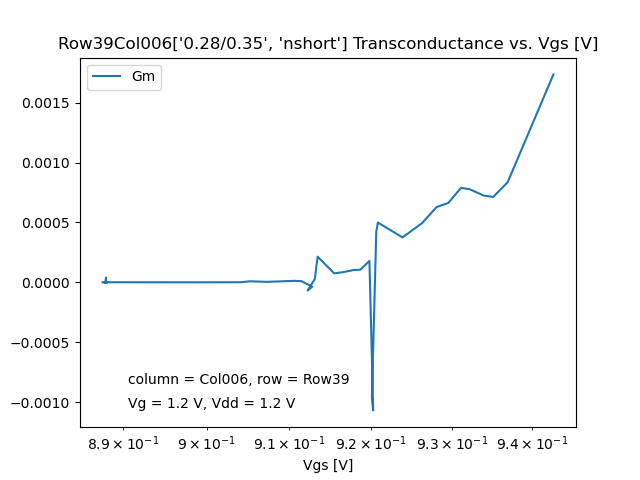 Row39Col006['0.28/0.35', 'nshort'] Transconductance vs. Vgs [V]
Gm
0.0015
0.0010
0.0005
0.0000
−0.0005
−0.0010
column = Col006, row = Row39
Vg = 1.2 V, Vdd = 1.2 V
8.9 × 10⁻¹ 9 × 10⁻¹ 9.1 × 10⁻¹ 9.2 × 10⁻¹ 9.3 × 10⁻¹ 9.4 × 10⁻¹
Vgs [V]